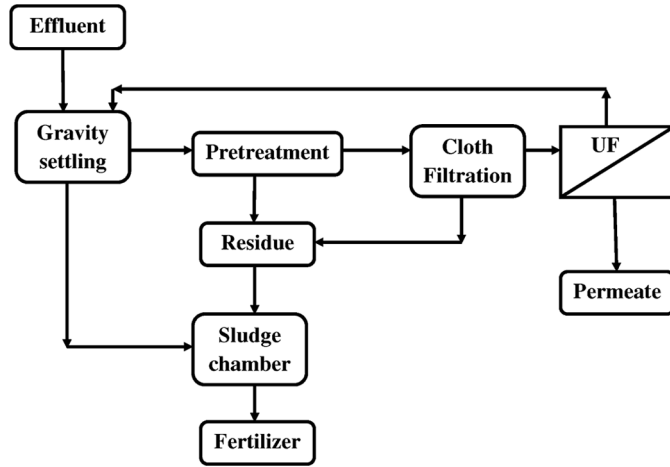 Effluent
Gravity
settling
Pretreatment
Cloth
Filtration
UF
Residue
Permeate
Sludge
chamber
Fertilizer